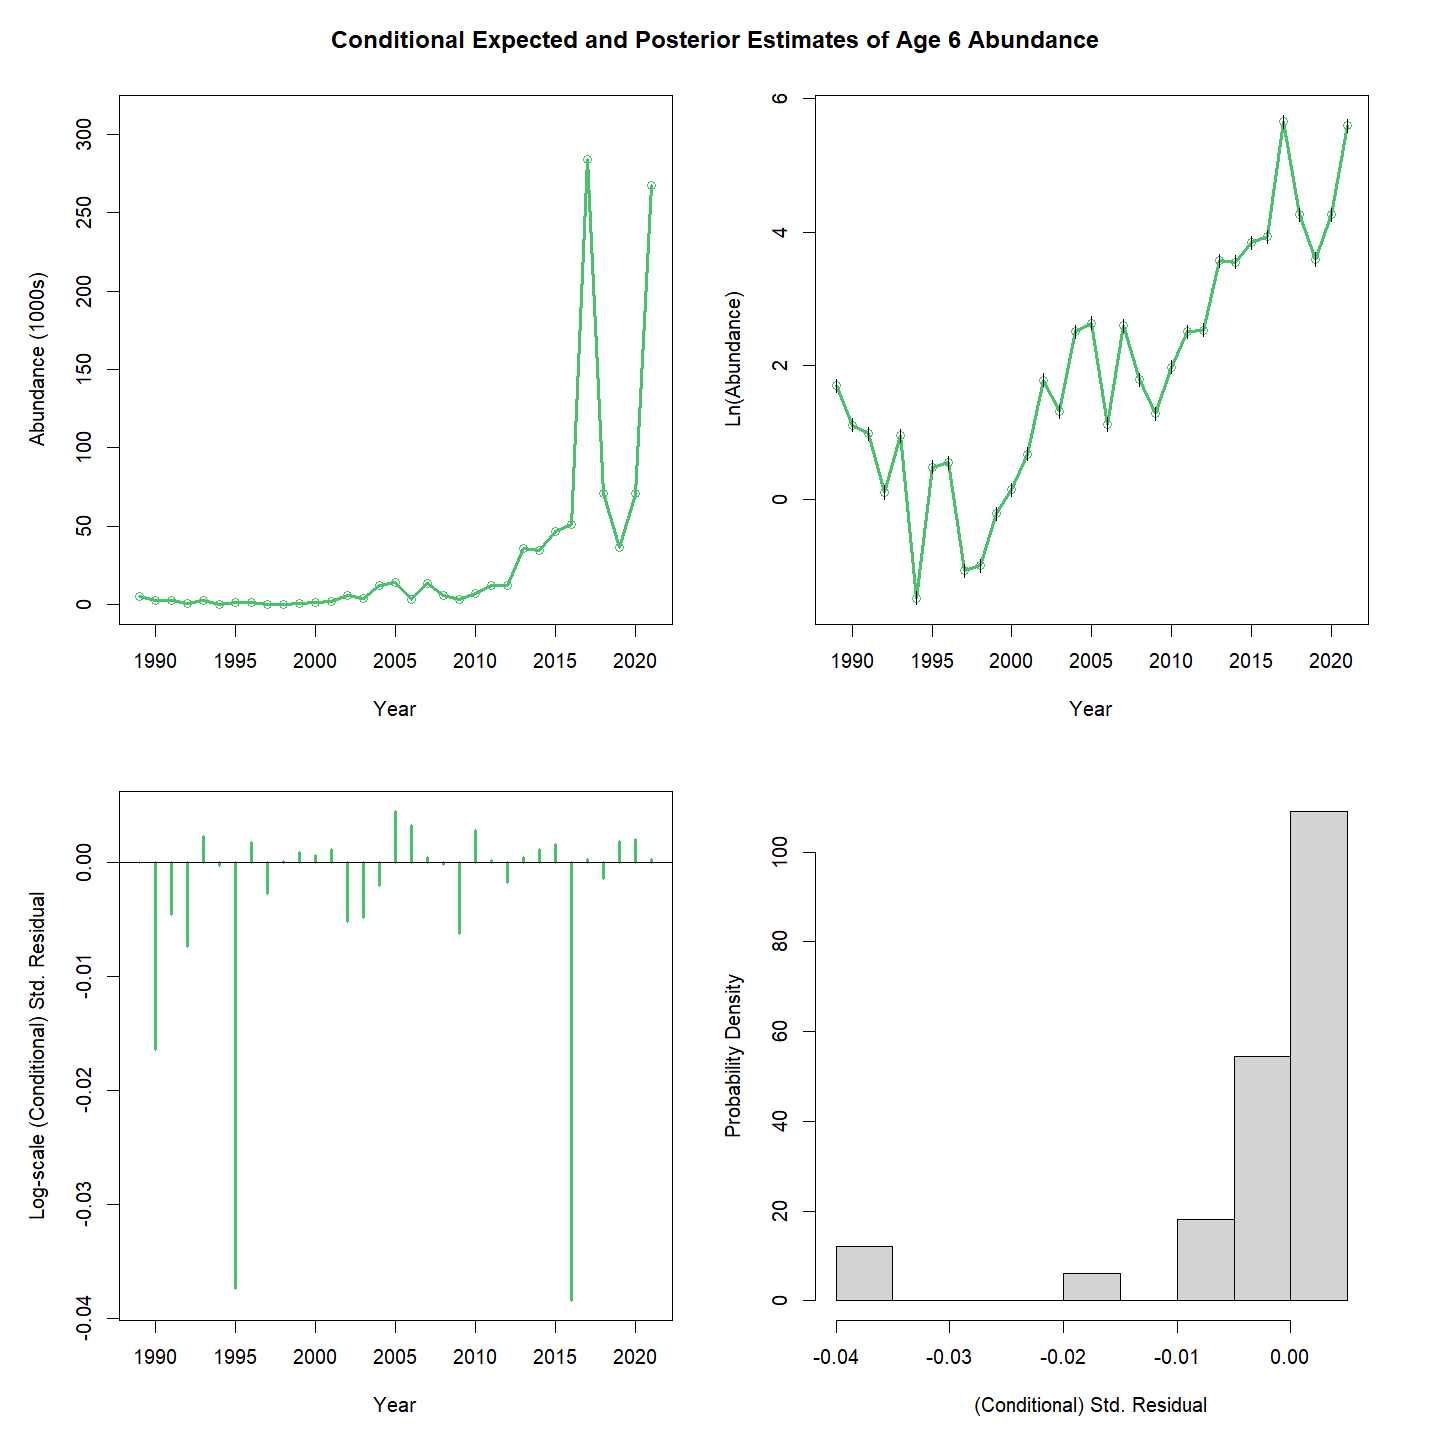 Conditional Expected and Posterior Estimates of Age 6 Abundance
Abundance (1000s)
300
250
200
150
100
50
0
1990 1995 2000 2005 2010 2015 2020
Year
Ln(Abundance)
6
4
2
0
1990 1995 2000 2005 2010 2015 2020
Year
Log-scale (Conditional) Std. Residual
0.00
-0.01
-0.02
-0.03
-0.04
1990 1995 2000 2005 2010 2015 2020
Year
Probability Density
100
80
60
40
20
0
-0.04 -0.03 -0.02 -0.01 0.00
(Conditional) Std. Residual